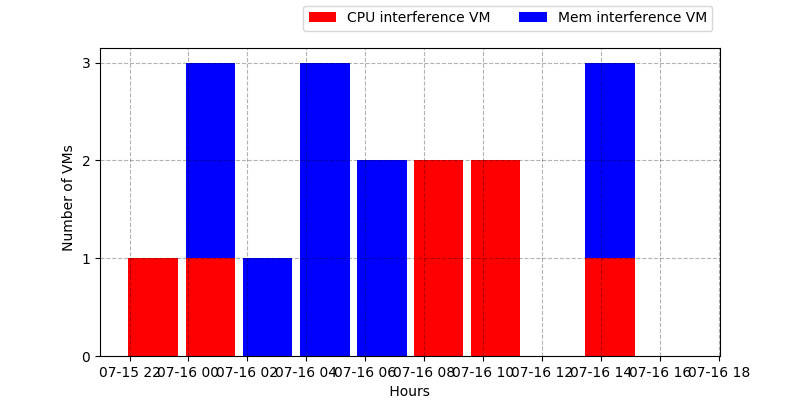 CPU interference VM Mem interference VM
3
2
1
0
Number of VMs
07-15 22 07-16 00 07-16 02 07-16 04 07-16 06 07-16 08 07-16 10 07-16 12 07-16 14 07-16 16 07-16 18
Hours